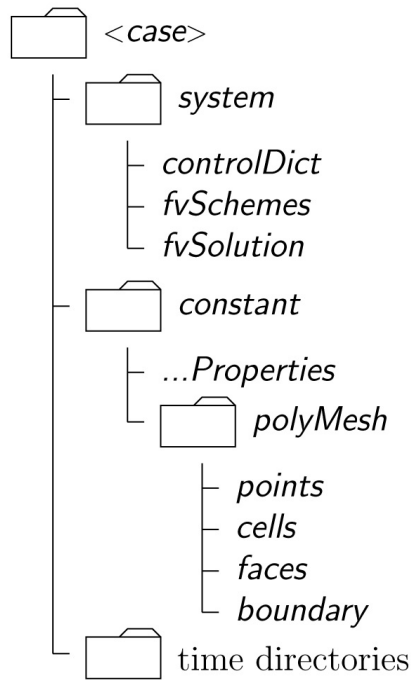 <case>
system
controlDict
fvSchemes
fvSolution
constant
...Properties
polyMesh
points
cells
faces
boundary
time directories